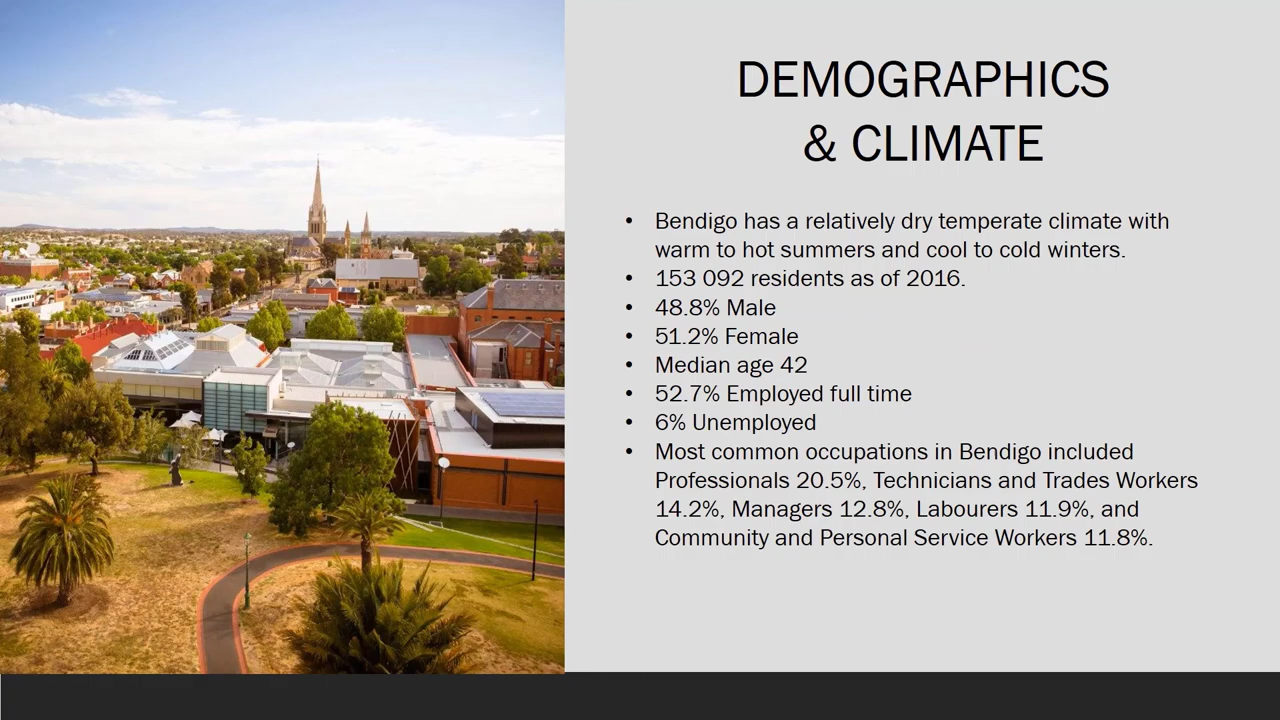 DEMOGRAPHICS
& CLIMATE
• Bendigo has a relatively dry temperate climate with
warm to hot summers and cool to cold winters.
• 153 092 residents as of 2016.
• 48.8% Male
• 51.2% Female
• Median age 42
• 52.7% Employed full time
• 6% Unemployed
• Most common occupations in Bendigo included
Professionals 20.5%, Technicians and Trades Workers
14.2%, Managers 12.8%, Labourers 11.9%, and
Community and Personal Service Workers 11.8%.